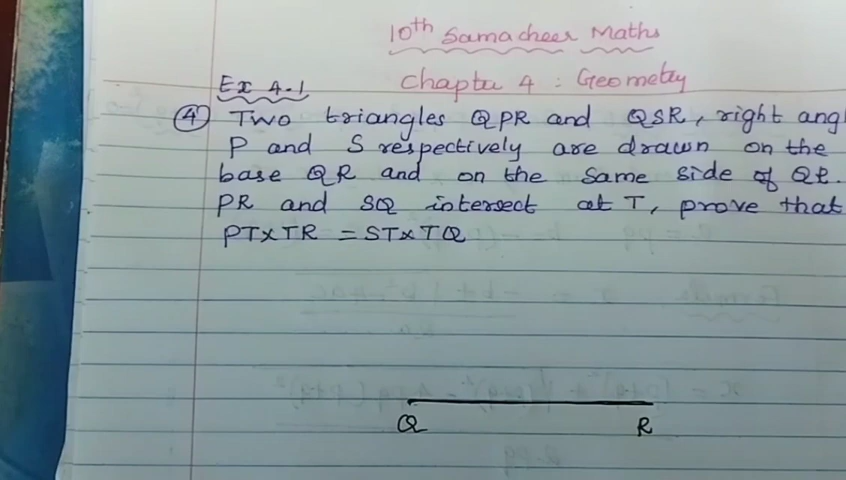 10th Samacheer Maths
Chapter 4 : Geometry
Ex 4.1
④ Two triangles QPR and QSR, right angl
P and S respectively are drawn on the
base QR and on the same side of QR.
PR and SQ intersect at T, prove that
PT×TR = ST×TQ
Q
R